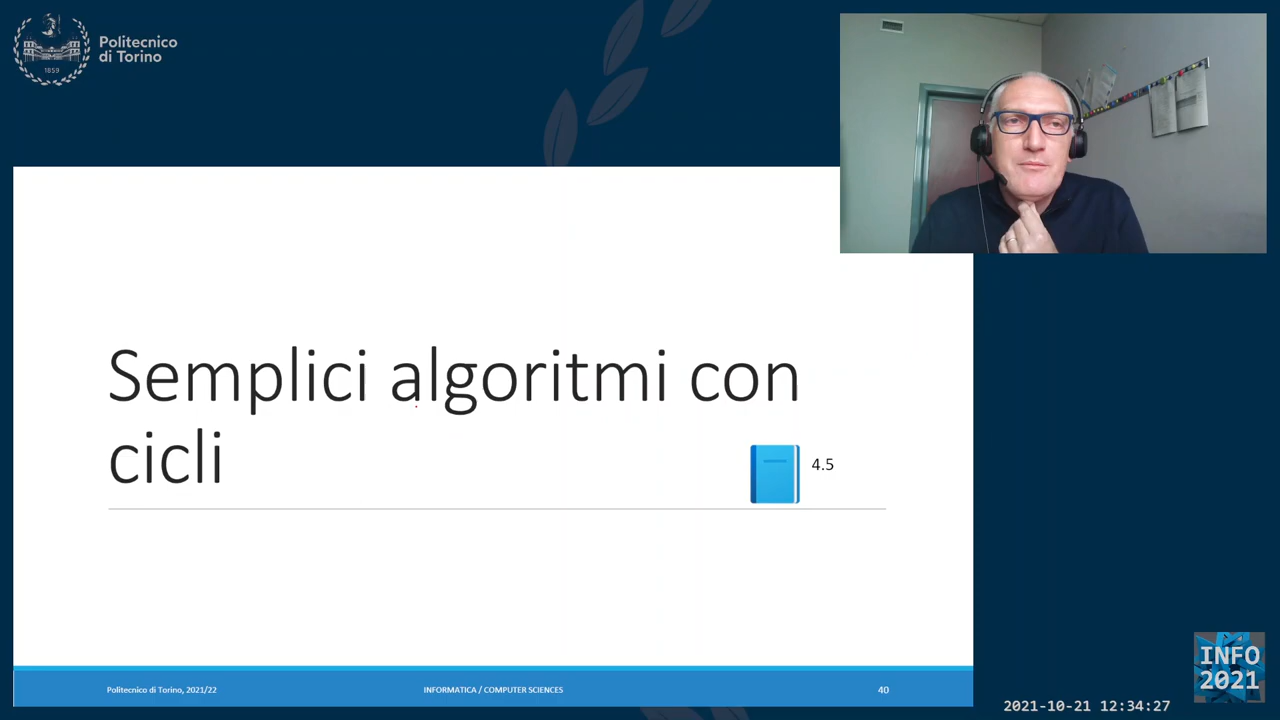 Politecnico
di Torino
1859
Semplici algoritmi con
cicli
4.5
Politecnico di Torino, 2021/22
INFORMATICA / COMPUTER SCIENCES
40
INFO
2021
2021-10-21 12:34:27